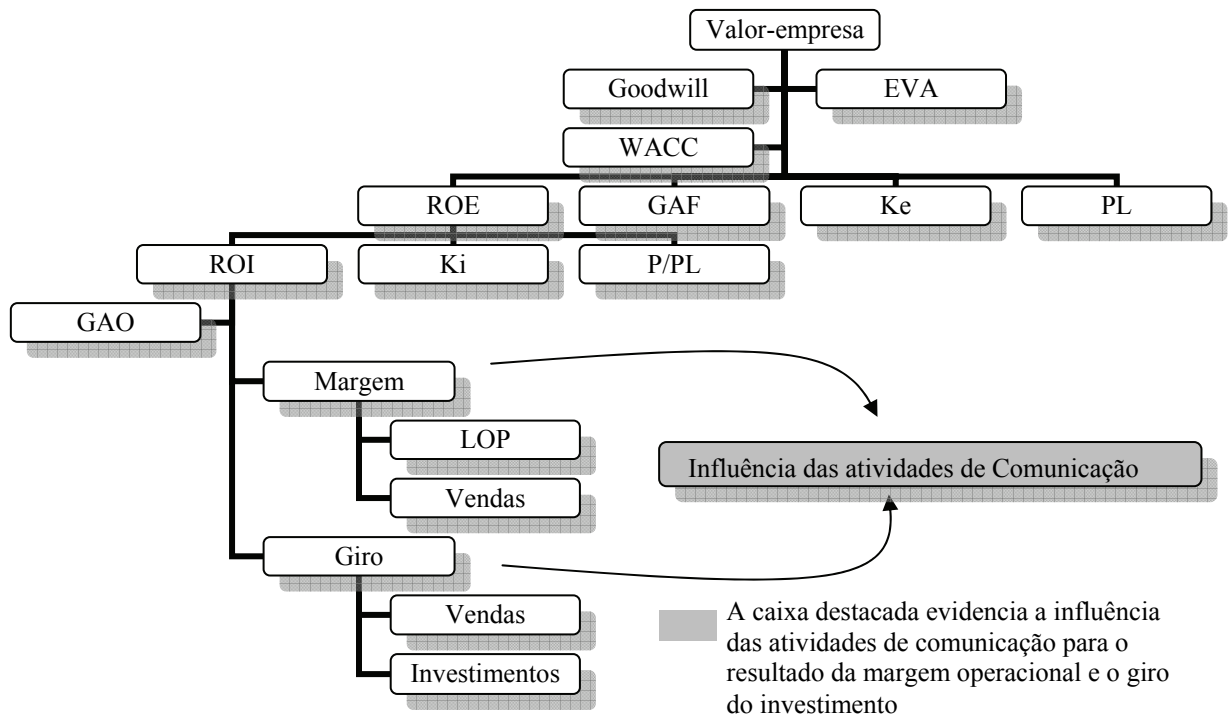 Valor-empresa
Goodwill
EVA
WACC
ROE
GAF
Ke
PL
ROI
Ki
P/PL
GAO
Margem
LOP
Vendas
Influência das atividades de Comunicação
Giro
Vendas
Investimentos
A caixa destacada evidencia a influência
das atividades de comunicação para o
resultado da margem operacional e o giro
do investimento